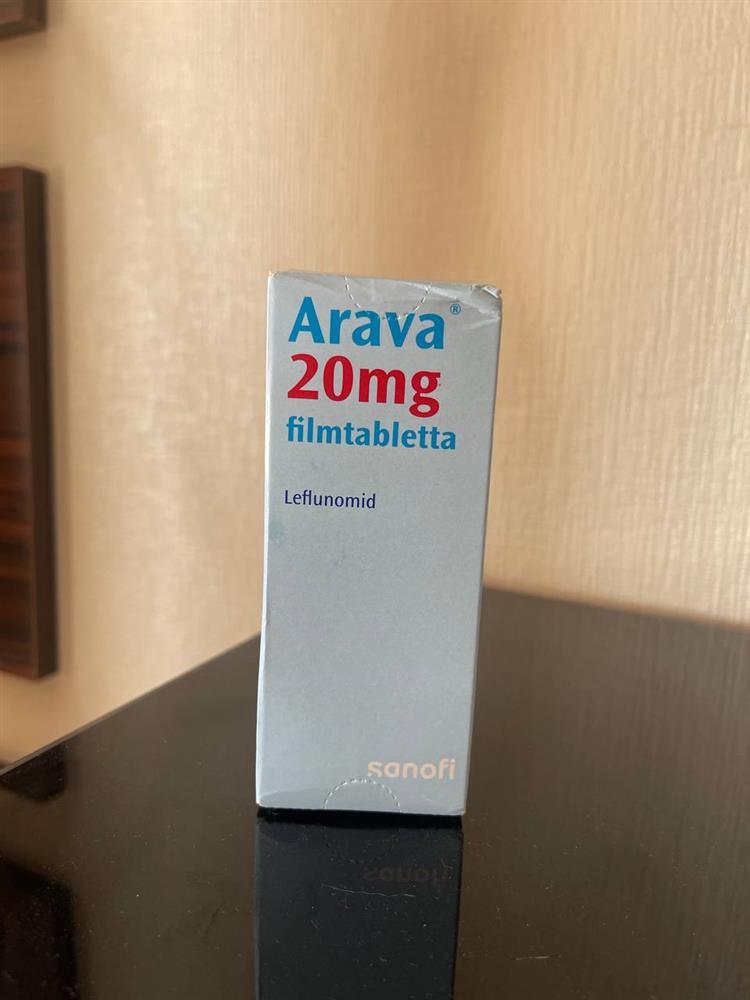 Arava®
20mg
filmtabletta
Leflunomid
sanofi